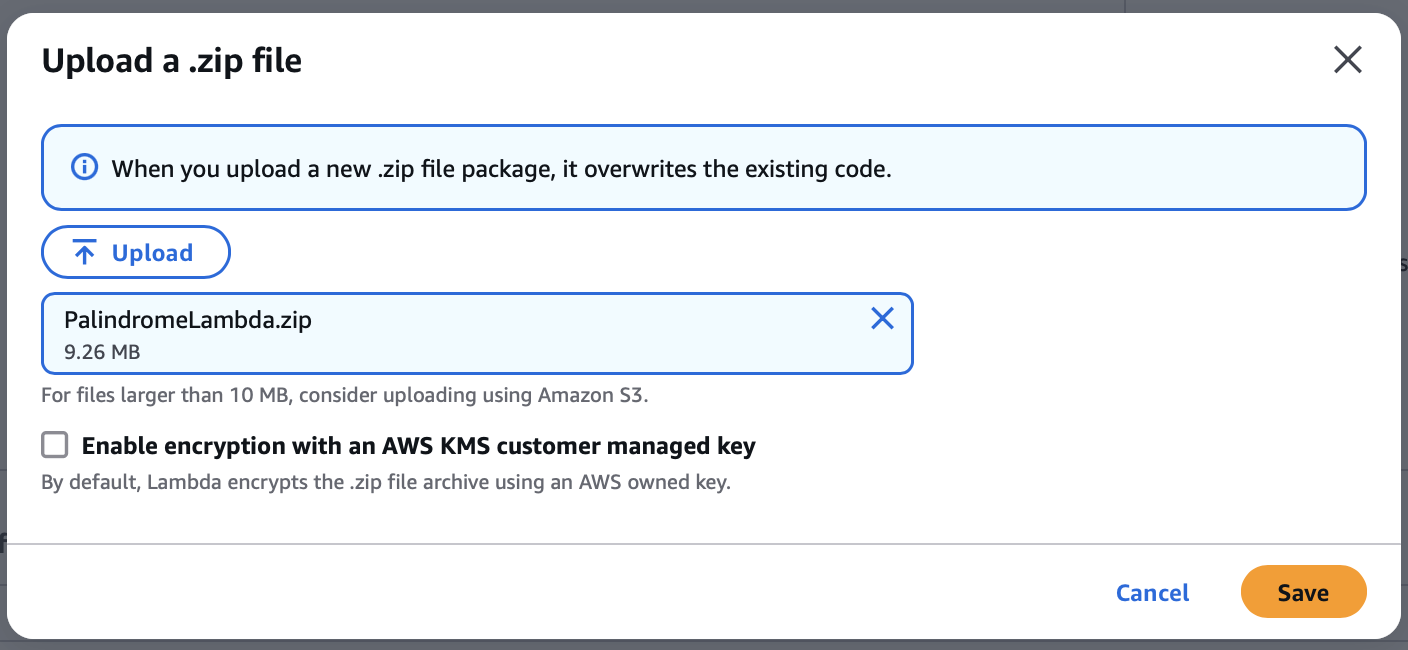 Upload a .zip file
When you upload a new .zip file package, it overwrites the existing code.
Upload
PalindromeLambda.zip
9.26 MB
For files larger than 10 MB, consider uploading using Amazon S3.
Enable encryption with an AWS KMS customer managed key
By default, Lambda encrypts the .zip file archive using an AWS owned key.
Cancel
Save